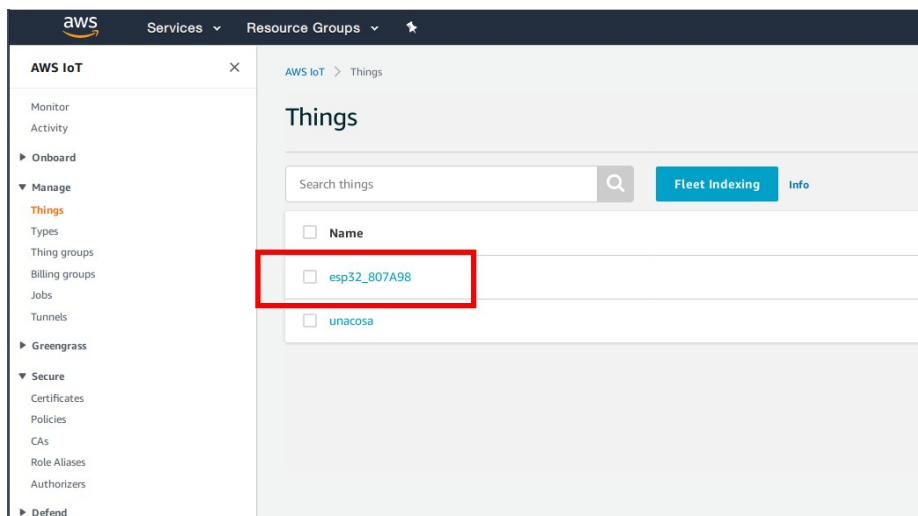 aws Services Resource Groups
AWS IoT
Monitor
Activity
Onboard
Manage
Things
Types
Thing groups
Billing groups
Jobs
Tunnels
Greengrass
Secure
Certificates
Policies
CAs
Role Aliases
Authorizers
Defend
AWS IoT > Things
Things
Search things Fleet Indexing Info
Name
esp32_807A98
unacosa